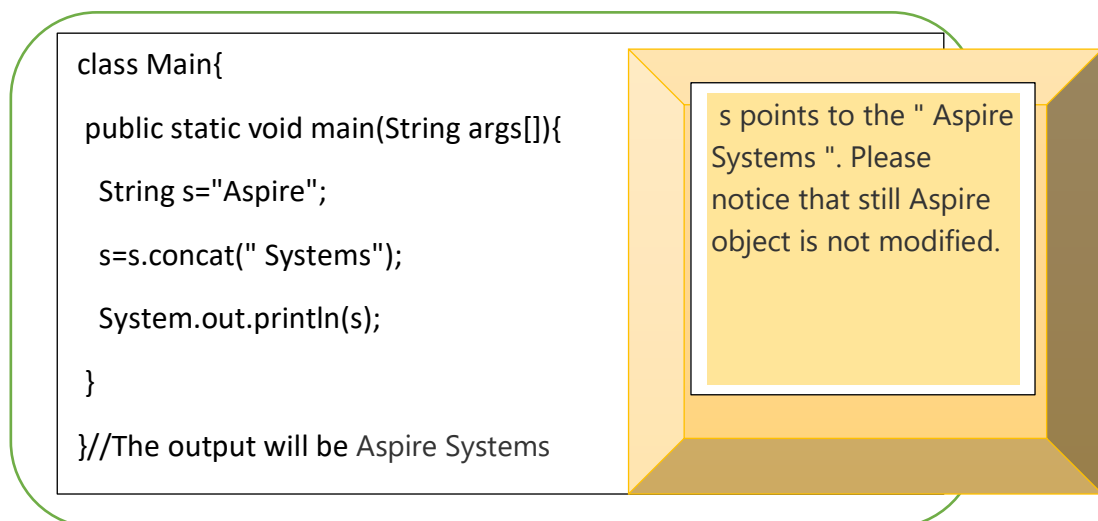 class Main{
public static void main(String args[]){
String s="Aspire";
s=s.concat(" Systems");
System.out.println(s);
}
}//The output will be Aspire Systems
s points to the " Aspire
Systems ". Please
notice that still Aspire
object is not modified.